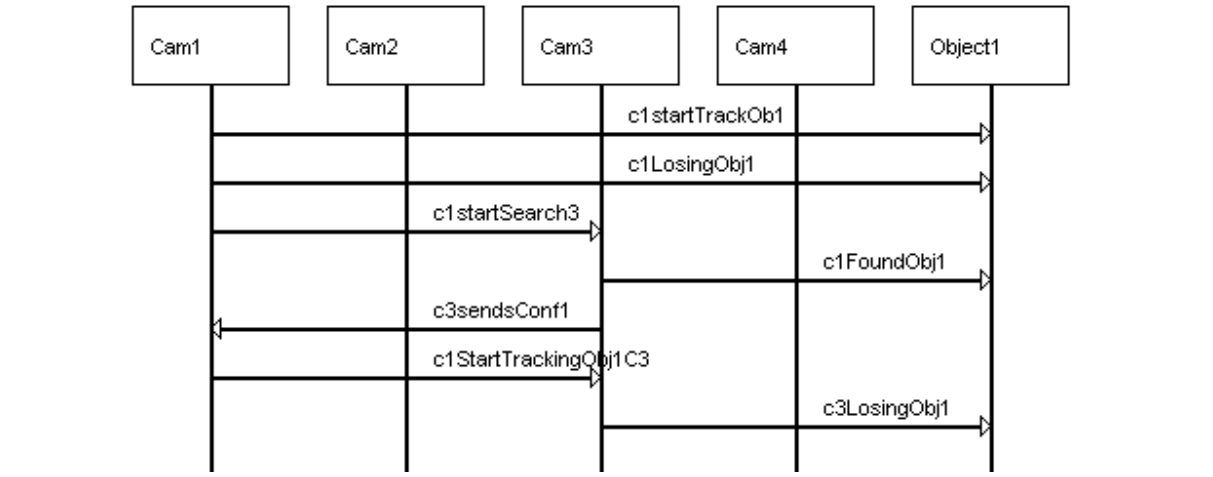 Cam1
Cam2
Cam3
Cam4
Object1
c1startTrackOb1
c1LosingObj1
c1startSearch3
c1FoundObj1
c3sendsConf1
c1StartTrackingObj1C3
c3LosingObj1